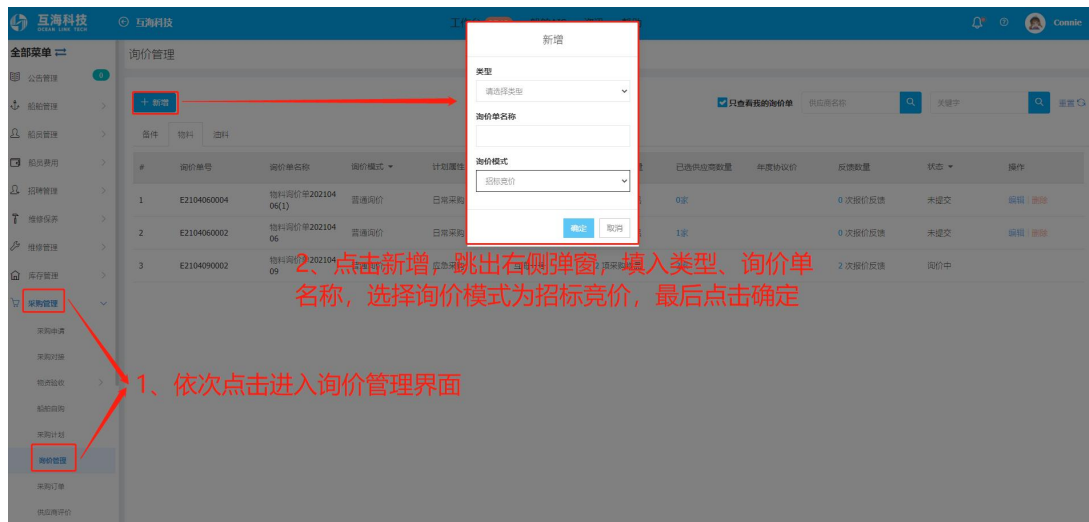 互海科技
OCEAN LINK TECH
互海科技
Connie
全部菜单
询价管理
公告管理
0
船舶管理
船员管理
船员费用
招聘管理
维修保养
维修管理
库存管理
采购管理
采购申请
采购对账
物资验收
船舶自购
采购计划
询价管理
采购订单
供应商评价
+ 新增
只查看我的询价单
供应商名称
关键字
重置
备件 物料 油料
# 询价单号 询价单名称 询价模式 计划属性 已选供应商数量 年度协议价 反馈数量 状态 操作
1 E2104060004 物料询价单202104 普通询价 日常采购 0家 0 次报价反馈 未提交 编辑 删除
06(1)
2 E2104060002 物料询价单202104 普通询价 日常采购 1家 0 次报价反馈 未提交 编辑 删除
06
3 E2104090002 物料询价单202104 普通询价 应急采购 2 次报价反馈 询价中
09
新增
类型
请选择类型
询价单名称
询价模式
招标竞价
确定 取消
2、点击新增，跳出右侧弹窗，填入类型、询价单
名称，选择询价模式为招标竞价，最后点击确定
1、依次点击进入询价管理界面